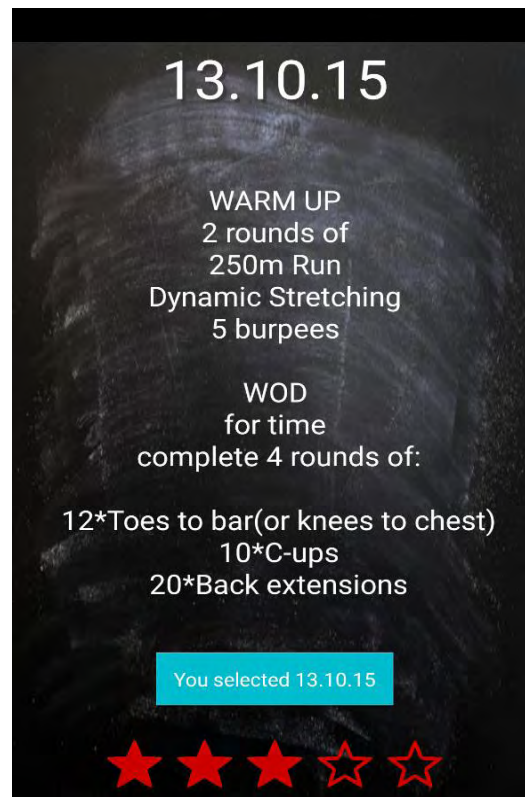 13.10.15
WARM UP
2 rounds of
250m Run
Dynamic Stretching
5 burpees
WOD
for time
complete 4 rounds of:
12*Toes to bar(or knees to chest)
10*C-ups
20*Back extensions
You selected 13.10.15